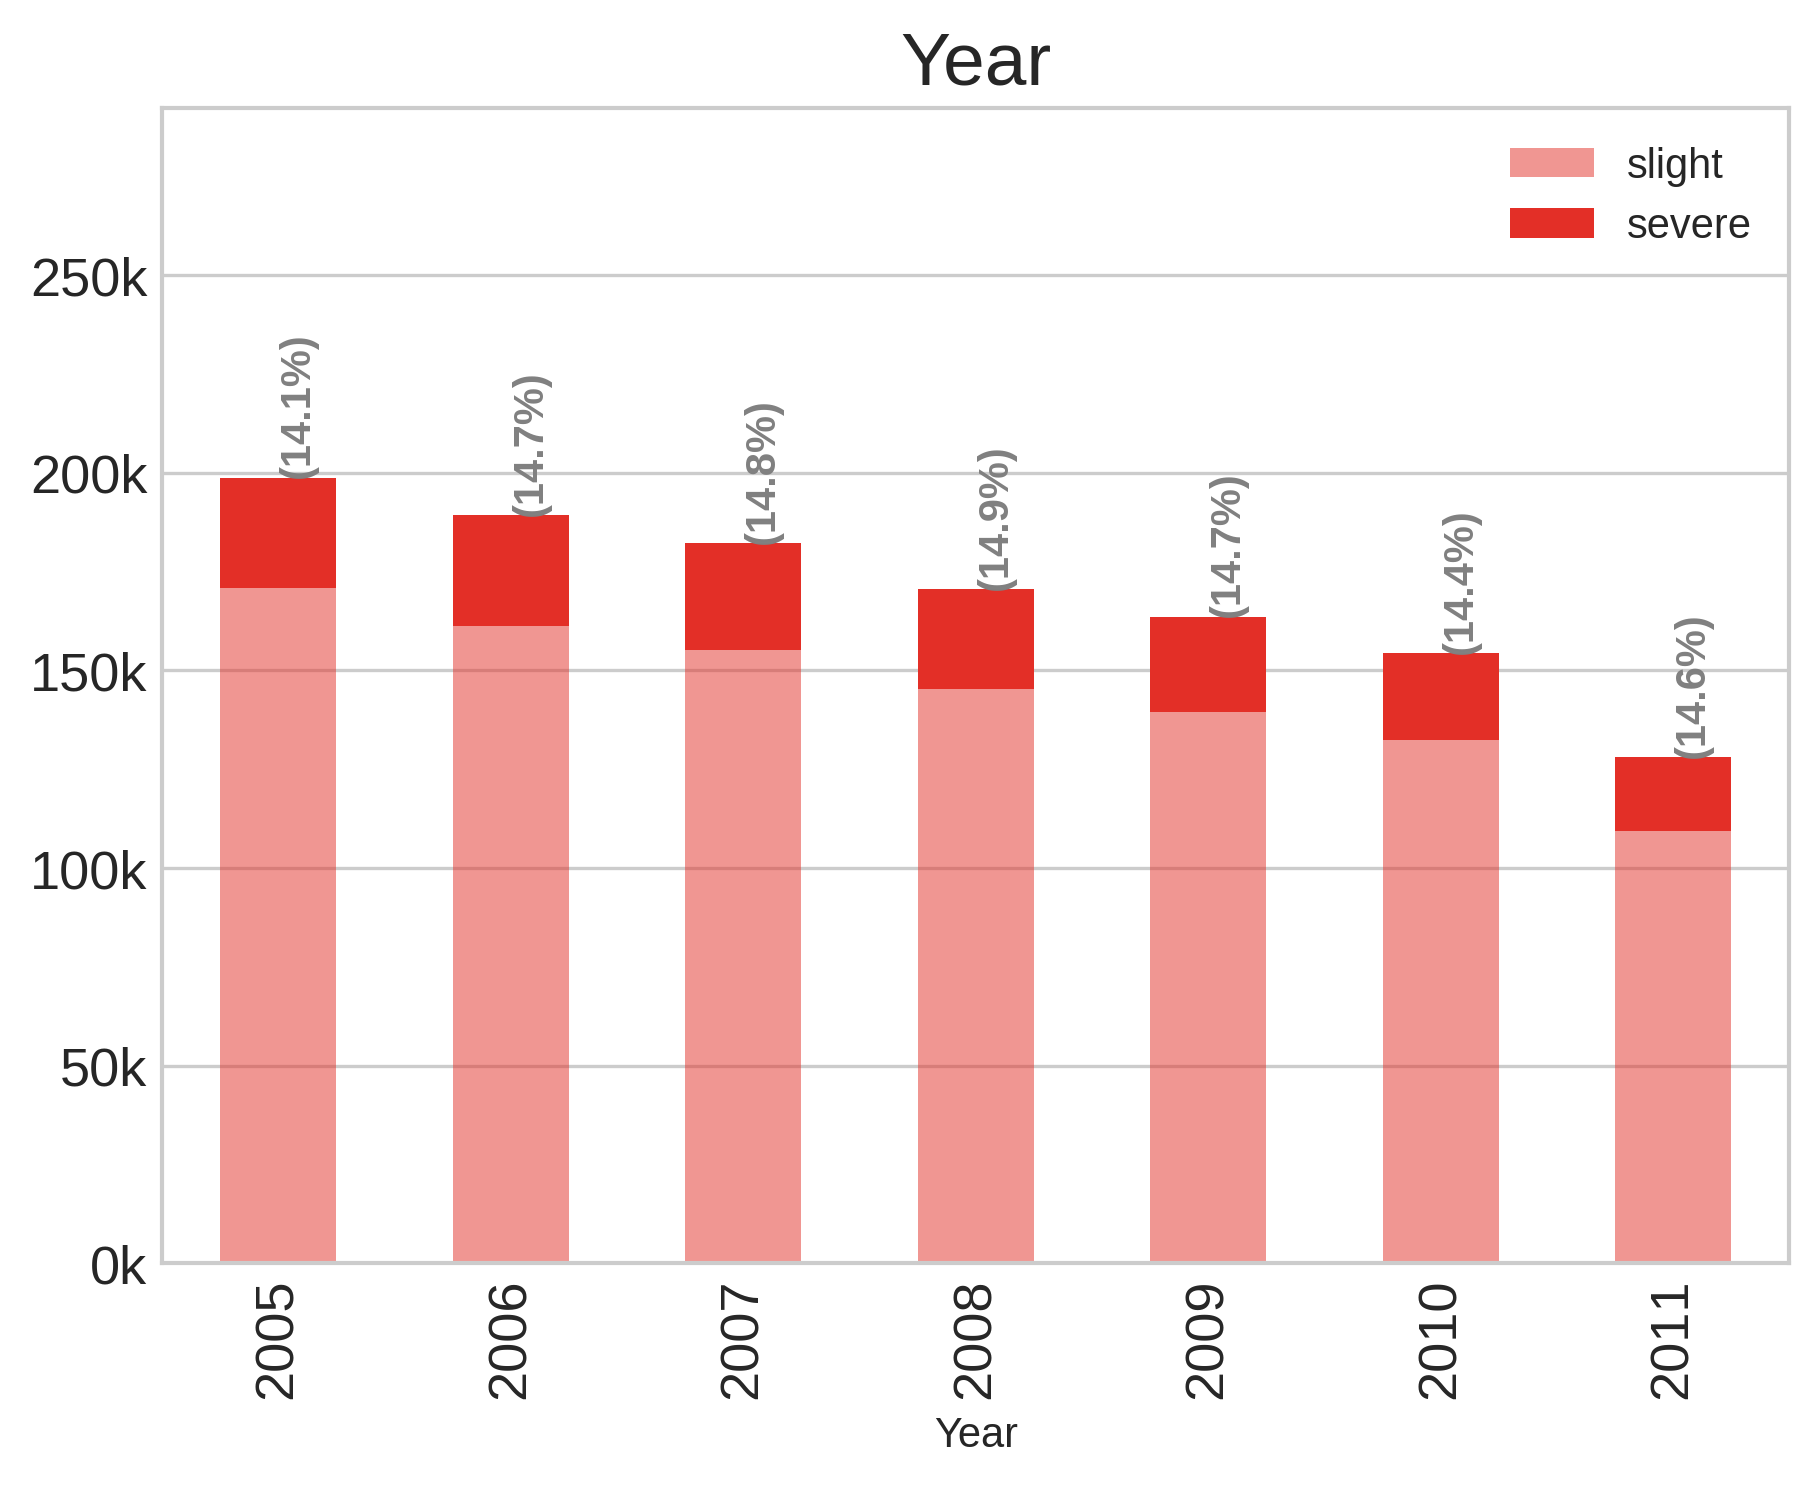 Year
slight
severe
250k
200k
150k
100k
50k
0k
(14.1%)
(14.7%)
(14.8%)
(14.9%)
(14.7%)
(14.4%)
(14.6%)
2005
2006
2007
2008
2009
2010
2011
Year